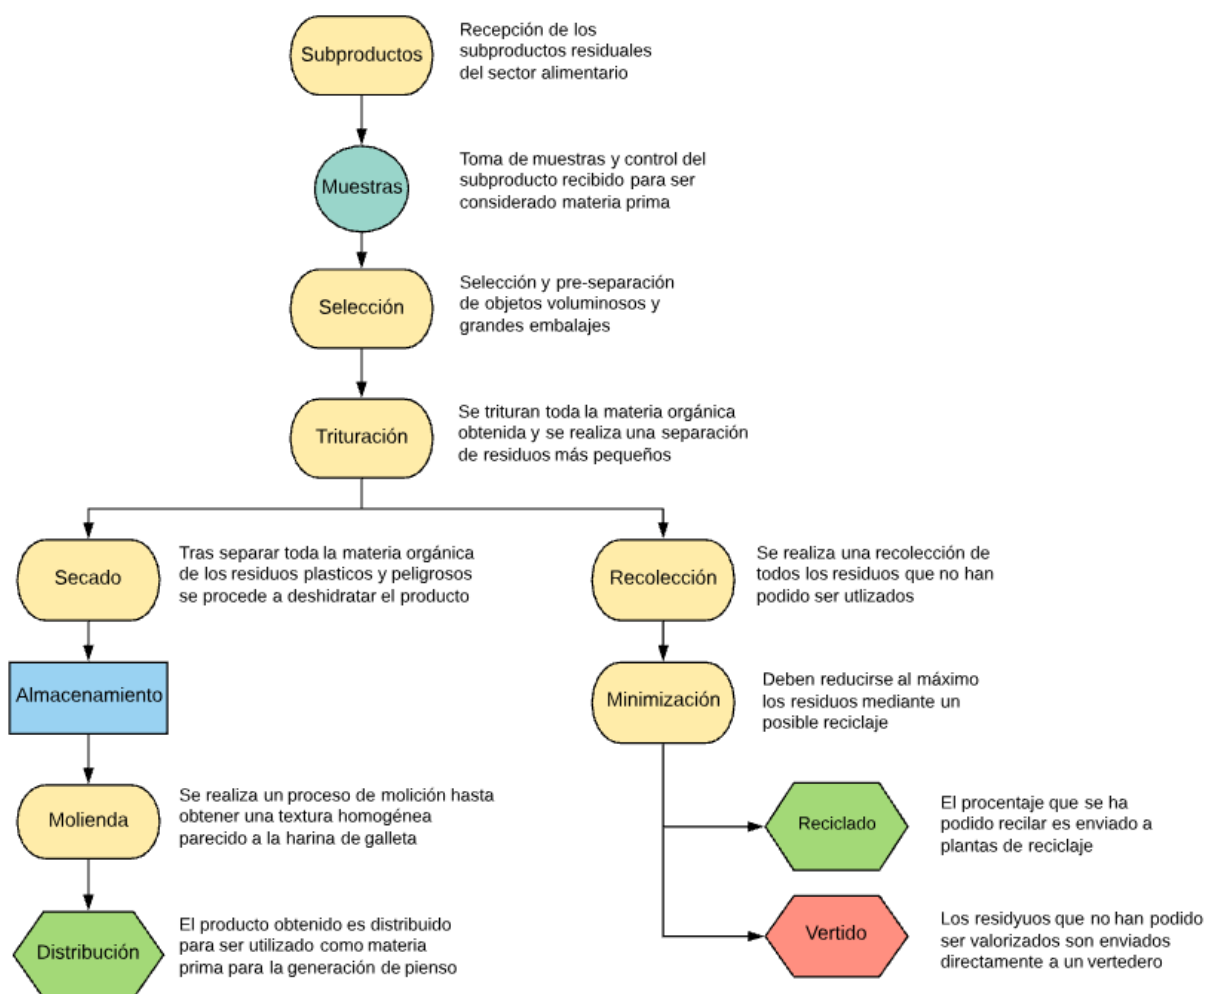 Subproductos
Recepción de los
subproductos residuales
del sector alimentario
Muestras
Toma de muestras y control del
subproducto recibido para ser
considerado materia prima
Selección
Selección y pre-separación
de objetos voluminosos y
grandes embalajes
Trituración
Se trituran toda la materia orgánica
obtenida y se realiza una separación
de residuos más pequeños
Secado
Tras separar toda la materia orgánica
de los residuos plasticos y peligrosos
se procede a deshidratar el producto
Recolección
Se realiza una recolección de
todos los residuos que no han
podido ser utlizados
Almacenamiento
Minimización
Deben reducirse al máximo
los residuos mediante un
posible reciclaje
Molienda
Se realiza un proceso de molición hasta
obtener una textura homogénea
parecido a la harina de galleta
Reciclado
El procentaje que se ha
podido recilar es enviado a
plantas de reciclaje
Distribución
El producto obtenido es distribuido
para ser utilizado como materia
prima para la generación de pienso
Vertido
Los residyuos que no han podido
ser valorizados son enviados
directamente a un vertedero